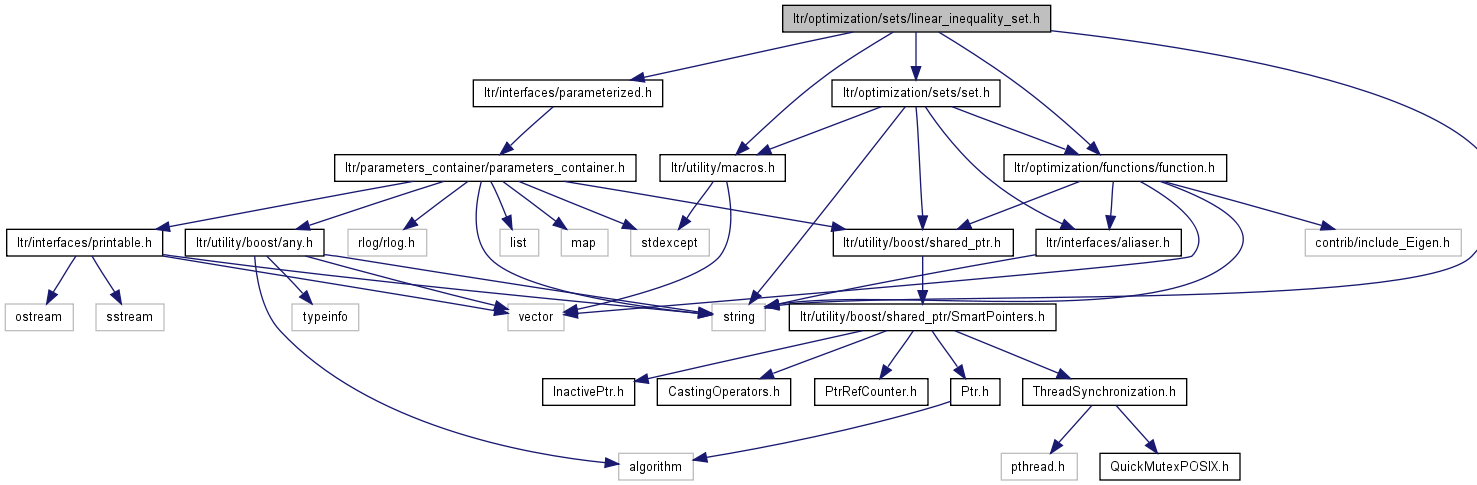 ltr/optimization/sets/linear_inequality_set.h
ltr/interfaces/parameterized.h
ltr/optimization/sets/set.h
ltr/parameters_container/parameters_container.h
ltr/utility/macros.h
ltr/optimization/functions/function.h
ltr/interfaces/printable.h
ltr/utility/boost/any.h
rlog/rlog.h
list
map
stdexcept
ltr/utility/boost/shared_ptr.h
ltr/interfaces/aliaser.h
contrib/include_Eigen.h
ostream
sstream
typeinfo
vector
string
ltr/utility/boost/shared_ptr/SmartPointers.h
InactivePtr.h
CastingOperators.h
PtrRefCounter.h
Ptr.h
ThreadSynchronization.h
algorithm
pthread.h
QuickMutexPOSIX.h